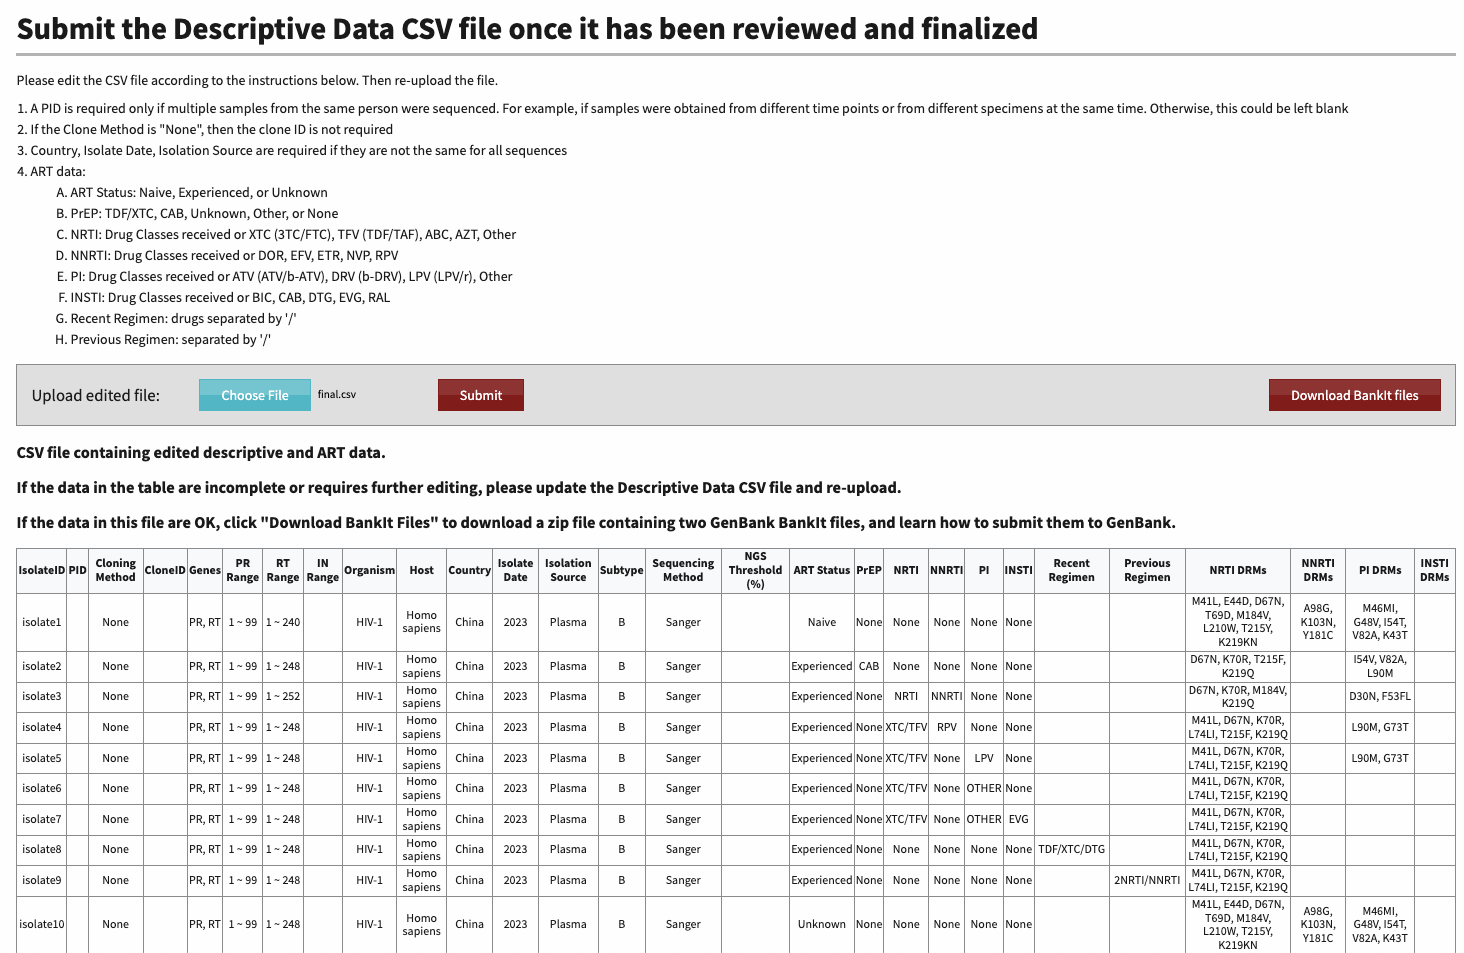 Submit the Descriptive Data CSV file once it has been reviewed and finalized
Please edit the CSV file according to the instructions below. Then re-upload the file.
1. A PID is required only if multiple samples from the same person were sequenced. For example, if samples were obtained from different time points or from different specimens at the same time. Otherwise, this could be left blank
2. If the Clone Method is "None", then the clone ID is not required
3. Country, Isolate Date, Isolation Source are required if they are not the same for all sequences
4. ART data:
A. ART Status: Naive, Experienced, or Unknown
B. PrEP: TDF/XTC, CAB, Unknown, Other, or None
C. NRTI: Drug Classes received or XTC (3TC/FTC), TFV (TDF/TAF), ABC, AZT, Other
D. NNRTI: Drug Classes received or DOR, EFV, ETR, NVP, RPV
E. PI: Drug Classes received or ATV (ATV/b-ATV), DRV (b-DRV), LPV (LPV/r), Other
F. INSTI: Drug Classes received or BIC, CAB, DTG, EVG, RAL
G. Recent Regimen: drugs separated by '/'
H. Previous Regimen: separated by '/'
Upload edited file: Choose File final.csv Submit Download BankIt files
CSV file containing edited descriptive and ART data.
If the data in the table are incomplete or requires further editing, please update the Descriptive Data CSV file and re-upload.
If the data in this file are OK, click "Download BankIt Files" to download a zip file containing two GenBank BankIt files, and learn how to submit them to GenBank.
IsolateID PID Cloning Method CloneID Genes PR Range RT Range IN Range Organism Host Country Isolate Date Isolation Source Subtype Sequencing Method NGS Threshold (%) ART Status PrEP NRTI NNRTI PI INSTI Recent Regimen Previous Regimen NRTI DRMs NNRTI DRMs PI DRMs INSTI DRMs
isolate1 None PR, RT 1 ~ 99 1 ~ 240 HIV-1 Homo sapiens China 2023 Plasma B Sanger Naive None None None None None M41L, E44D, D67N, T69D, M184V, L210W, T215Y, K219KN A98G, K103N, Y181C M46MI, G48V, I54T, V82A, K43T
isolate2 None PR, RT 1 ~ 99 1 ~ 248 HIV-1 Homo sapiens China 2023 Plasma B Sanger Experienced CAB None None None None D67N, K70R, T215F, K219Q I54V, V82A, L90M
isolate3 None PR, RT 1 ~ 99 1 ~ 252 HIV-1 Homo sapiens China 2023 Plasma B Sanger Experienced None NRTI NNRTI None None D67N, K70R, M184V, K219Q D30N, F53FL
isolate4 None PR, RT 1 ~ 99 1 ~ 248 HIV-1 Homo sapiens China 2023 Plasma B Sanger Experienced None XTC/TFV RPV None None M41L, D67N, K70R, L74LI, T215F, K219Q L90M, G73T
isolate5 None PR, RT 1 ~ 99 1 ~ 248 HIV-1 Homo sapiens China 2023 Plasma B Sanger Experienced None XTC/TFV None LPV None M41L, D67N, K70R, L74LI, T215F, K219Q L90M, G73T
isolate6 None PR, RT 1 ~ 99 1 ~ 248 HIV-1 Homo sapiens China 2023 Plasma B Sanger Experienced None XTC/TFV None OTHER None M41L, D67N, K70R, L74LI, T215F, K219Q
isolate7 None PR, RT 1 ~ 99 1 ~ 248 HIV-1 Homo sapiens China 2023 Plasma B Sanger Experienced None XTC/TFV None OTHER EVG M41L, D67N, K70R, L74LI, T215F, K219Q
isolate8 None PR, RT 1 ~ 99 1 ~ 248 HIV-1 Homo sapiens China 2023 Plasma B Sanger Experienced None None None None None TDF/XTC/DTG M41L, D67N, K70R, L74LI, T215F, K219Q
isolate9 None PR, RT 1 ~ 99 1 ~ 248 HIV-1 Homo sapiens China 2023 Plasma B Sanger Experienced None None None None None 2NRTI/NNRTI M41L, D67N, K70R, L74LI, T215F, K219Q
isolate10 None PR, RT 1 ~ 99 1 ~ 248 HIV-1 Homo sapiens China 2023 Plasma B Sanger Unknown None None None None None M41L, E44D, D67N, T69D, M184V, L210W, T215Y, K219KN A98G, K103N, Y181C M46MI, G48V, I54T, V82A, K43T